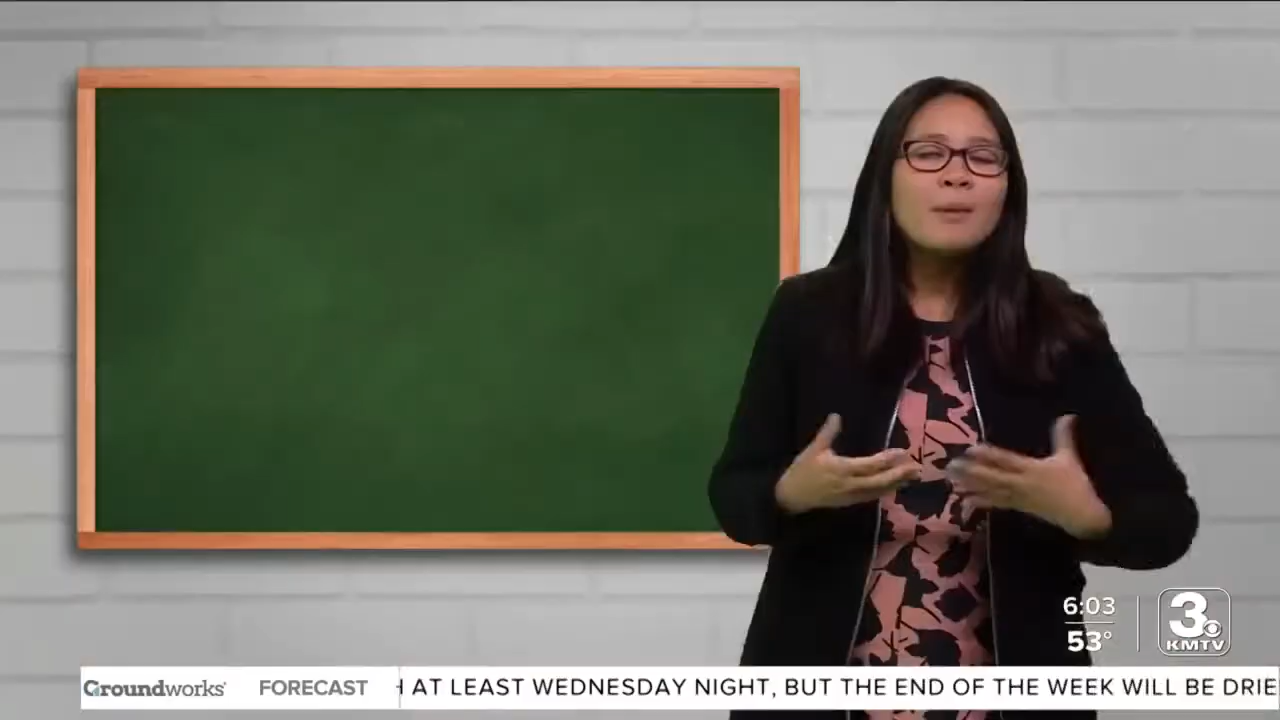 6:03
53°
3
KMTV
Groundworks
FORECAST
AT LEAST WEDNESDAY NIGHT, BUT THE END OF THE WEEK WILL BE